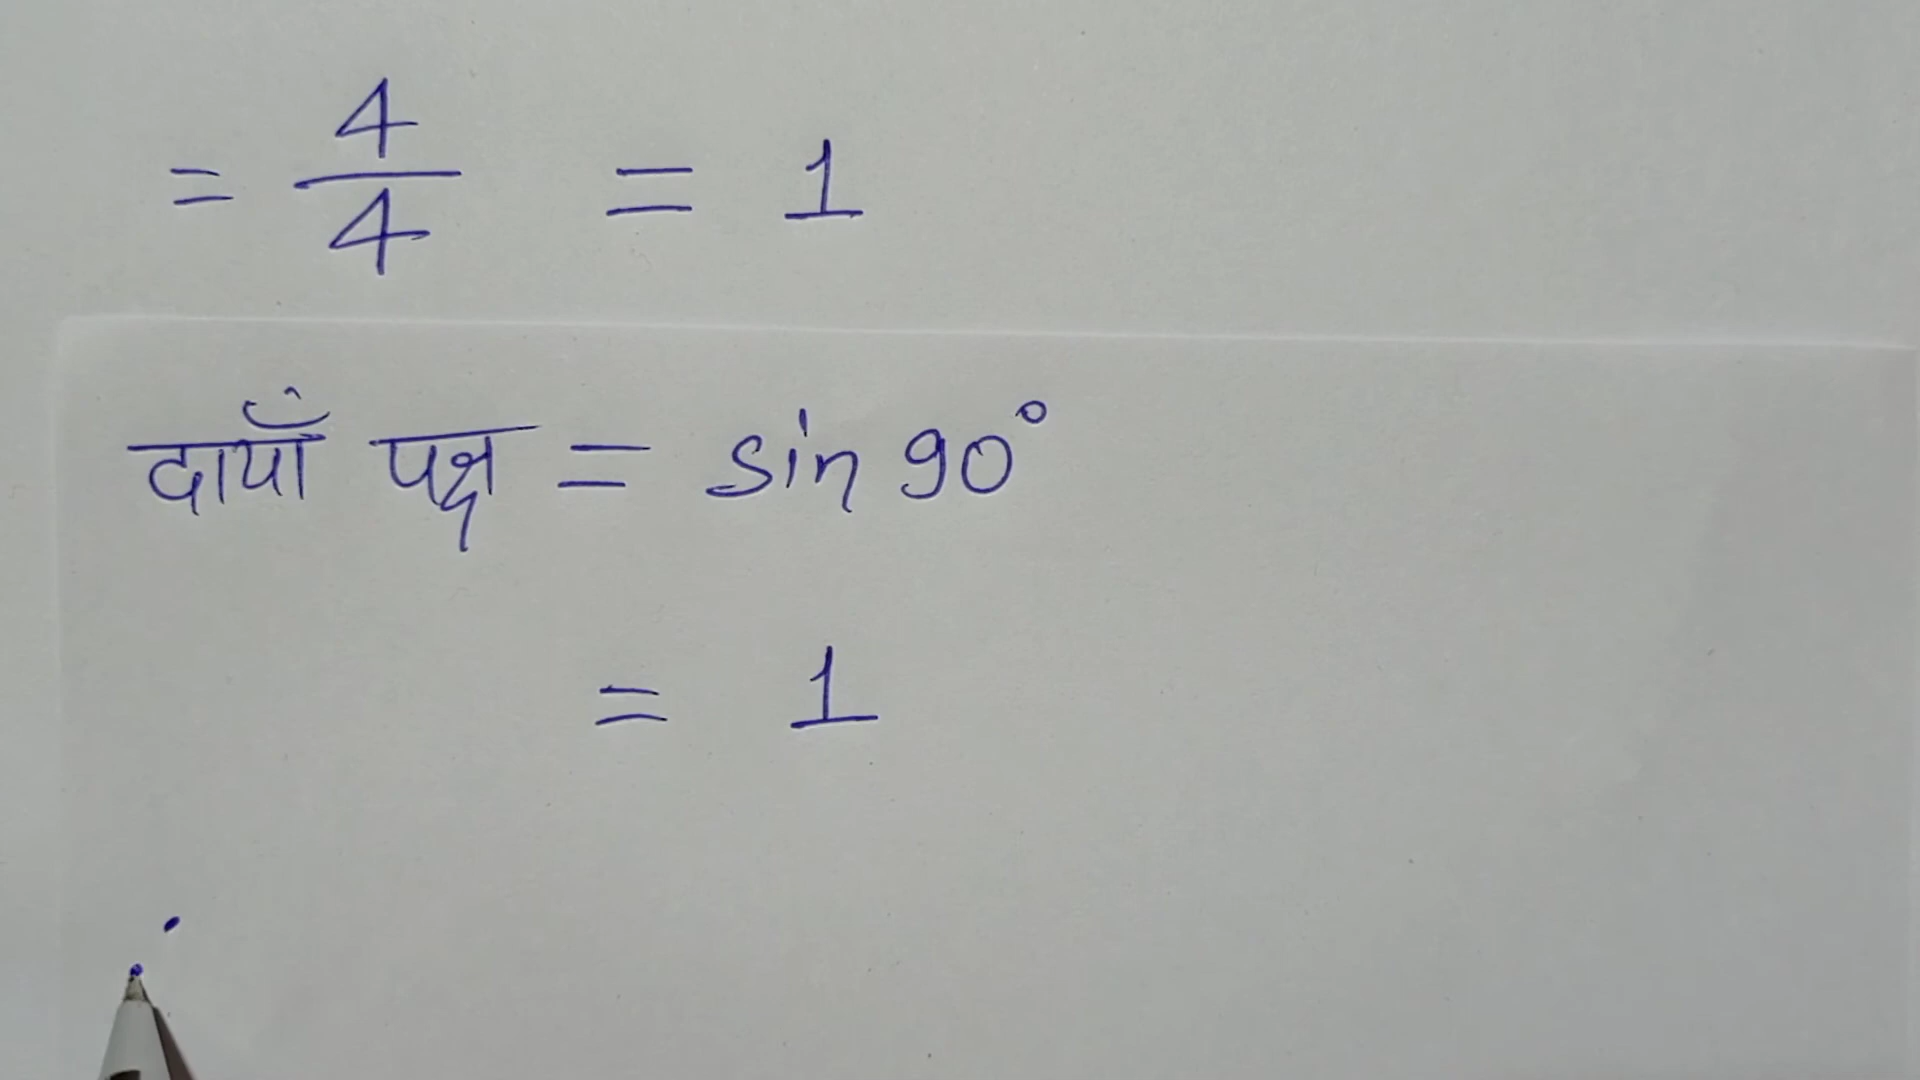 = 4/4 = 1
दायाँ पक्ष = sin 90°
= 1